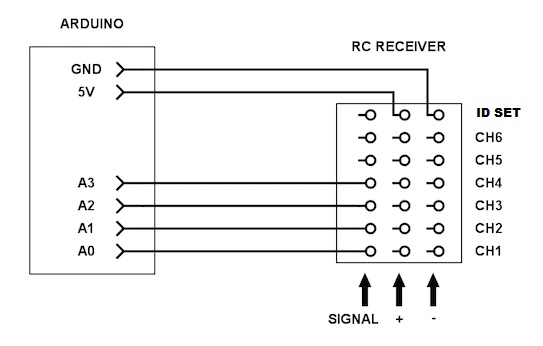 ARDUINO
RC RECEIVER
GND
5V
ID SET
CH6
CH5
A3
CH4
A2
CH3
A1
CH2
A0
CH1
SIGNAL + -